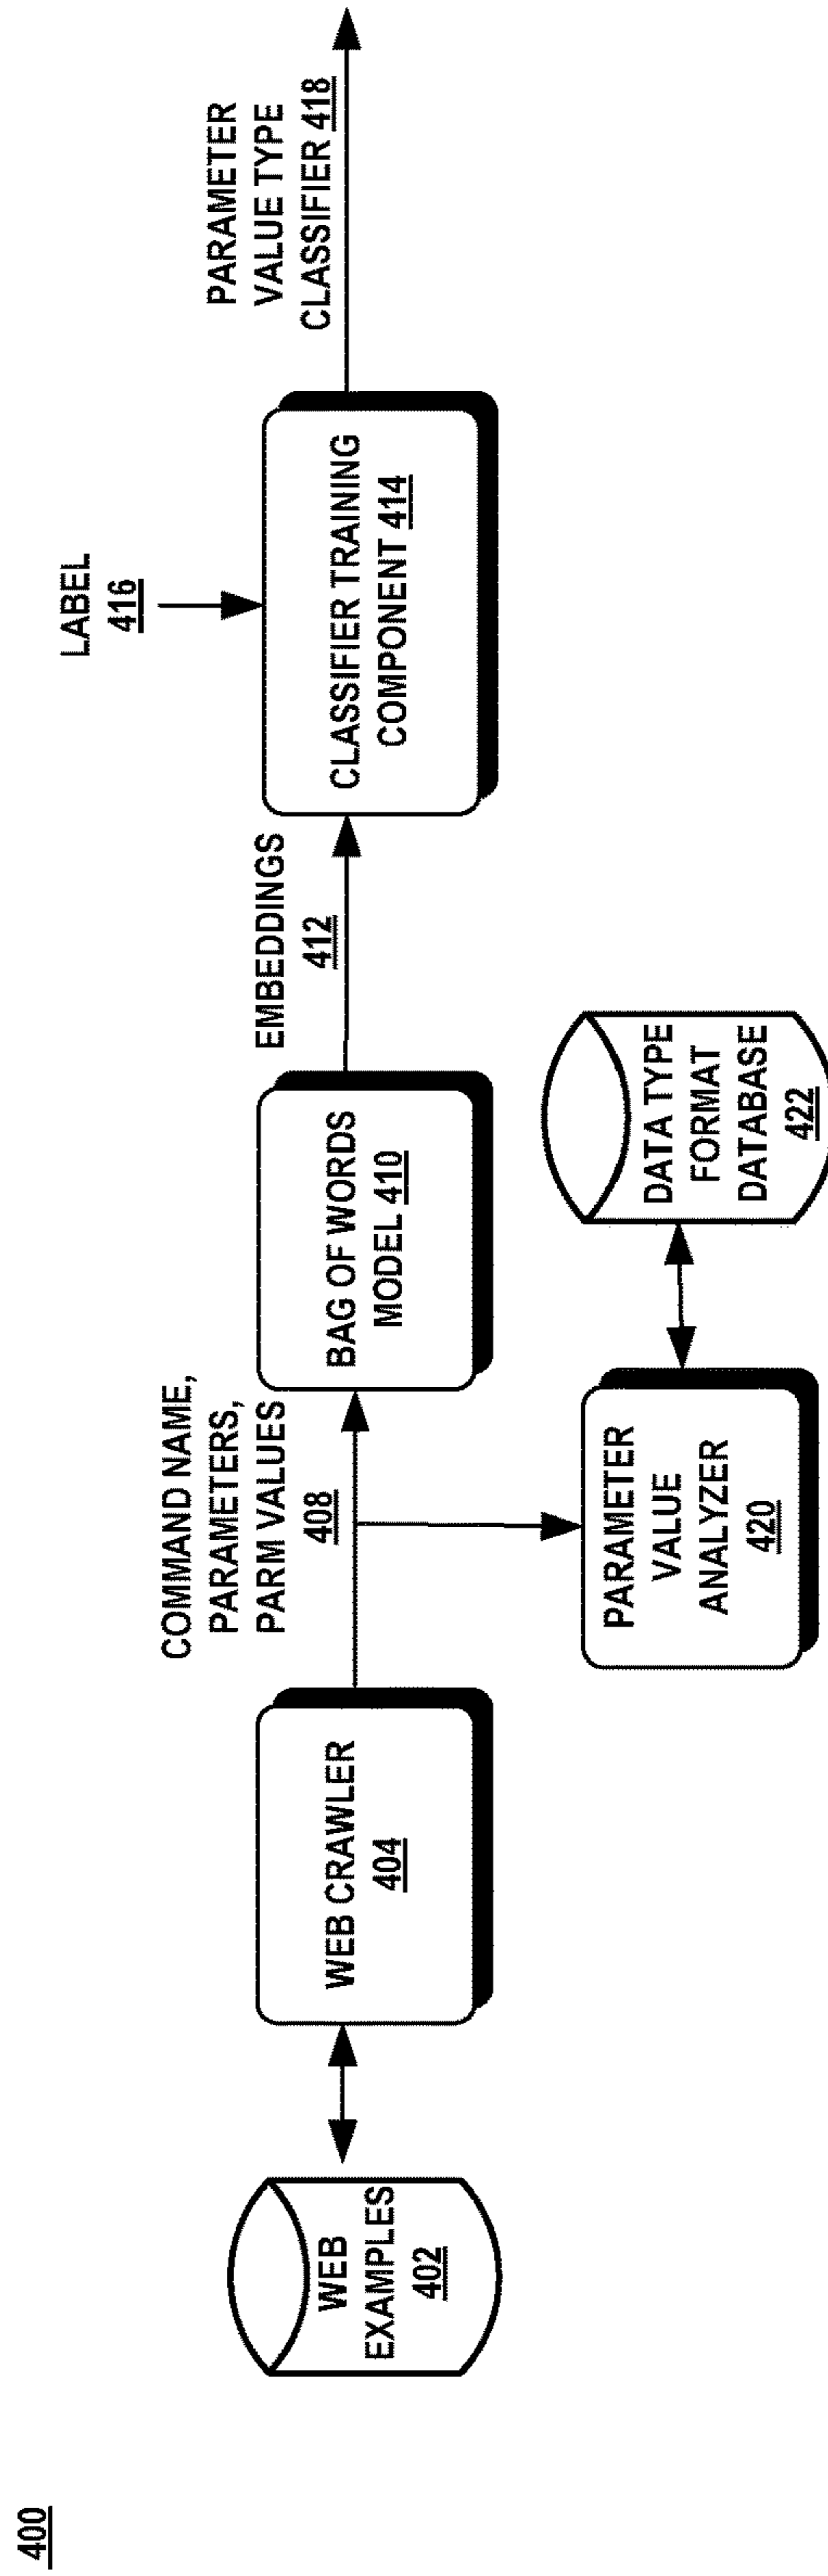 400
WEB
EXAMPLES
402
WEB CRAWLER
404
COMMAND NAME,
PARAMETERS,
PARM VALUES
408
BAG OF WORDS
MODEL 410
EMBEDDINGS
412
LABEL
416
CLASSIFIER TRAINING
COMPONENT 414
PARAMETER
VALUE TYPE
CLASSIFIER 418
PARAMETER
VALUE
ANALYZER
420
DATA TYPE
FORMAT
DATABASE
422